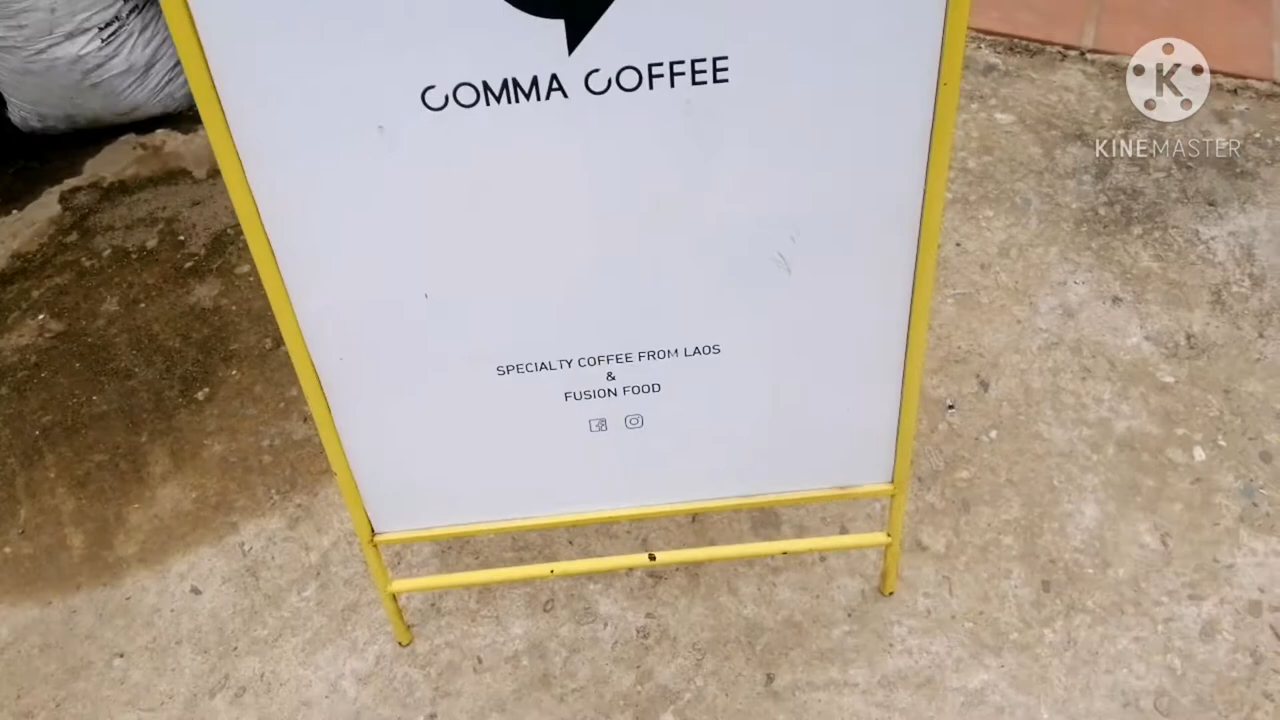 COMMA COFFEE
K
KINEMASTER
SPECIALTY COFFEE FROM LAOS
&
FUSION FOOD